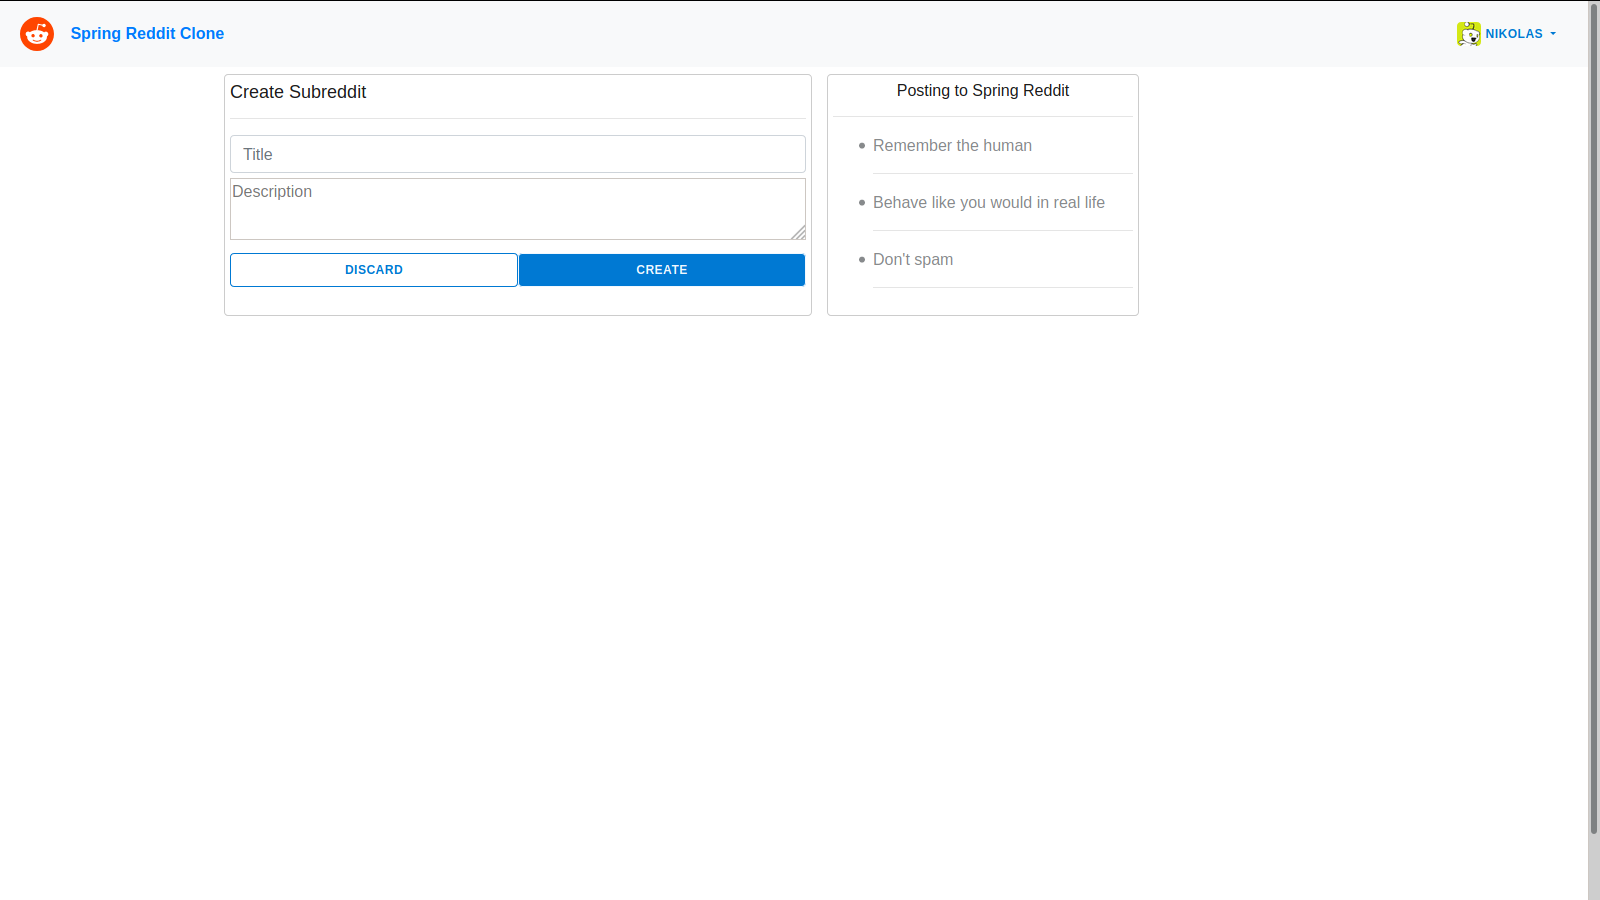 Spring Reddit Clone
NIKOLAS
Create Subreddit
Title
Description
DISCARD
CREATE
Posting to Spring Reddit
Remember the human
Behave like you would in real life
Don't spam